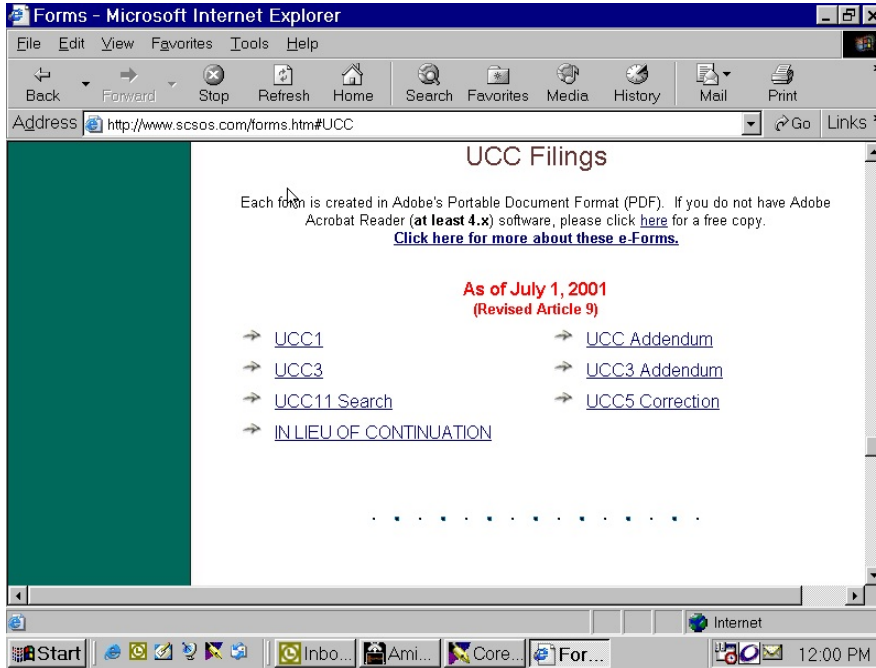 Forms - Microsoft Internet Explorer
File Edit View Favorites Tools Help
Back Forward Stop Refresh Home Search Favorites Media History Mail Print
Address http://www.scsos.com/forms.htm#UCC Go Links
UCC Filings
Each form is created in Adobe's Portable Document Format (PDF). If you do not have Adobe
Acrobat Reader (at least 4.x) software, please click here for a free copy.
Click here for more about these e-Forms.
As of July 1, 2001
(Revised Article 9)
UCC1 UCC Addendum
UCC3 UCC3 Addendum
UCC11 Search UCC5 Correction
IN LIEU OF CONTINUATION
Internet
Start Inbo... Ami... Core... For... 12:00 PM